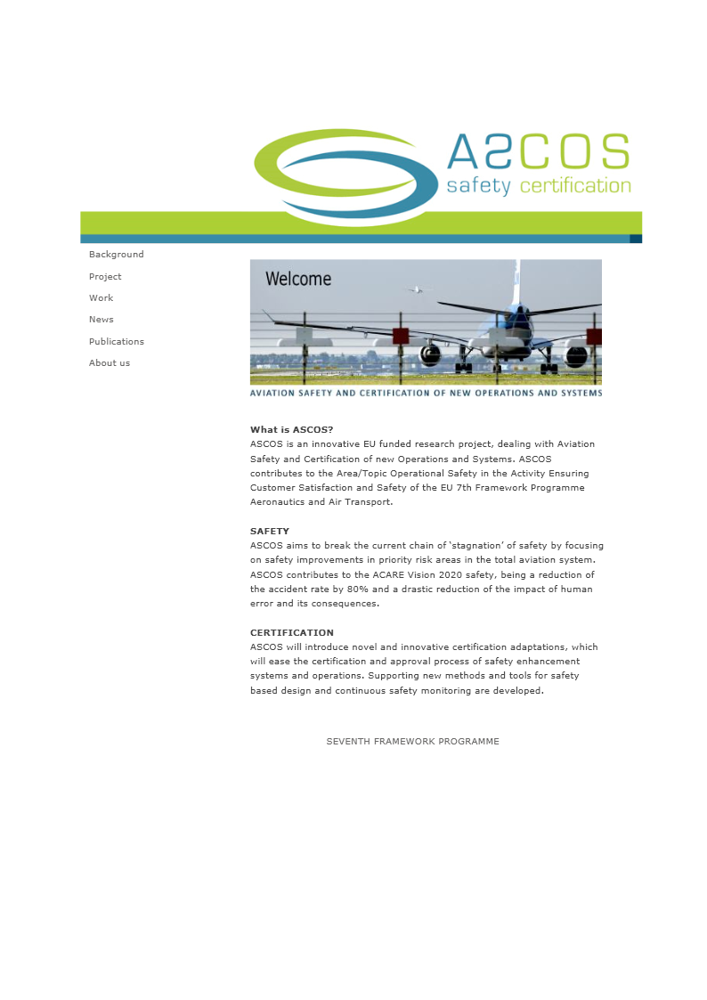 ASCOS
safety certification
Background
Project
Work
News
Publications
About us
Welcome
AVIATION SAFETY AND CERTIFICATION OF NEW OPERATIONS AND SYSTEMS
What is ASCOS?
ASCOS is an innovative EU funded research project, dealing with Aviation
Safety and Certification of new Operations and Systems. ASCOS
contributes to the Area/Topic Operational Safety in the Activity Ensuring
Customer Satisfaction and Safety of the EU 7th Framework Programme
Aeronautics and Air Transport.
SAFETY
ASCOS aims to break the current chain of ‘stagnation’ of safety by focusing
on safety improvements in priority risk areas in the total aviation system.
ASCOS contributes to the ACARE Vision 2020 safety, being a reduction of
the accident rate by 80% and a drastic reduction of the impact of human
error and its consequences.
CERTIFICATION
ASCOS will introduce novel and innovative certification adaptations, which
will ease the certification and approval process of safety enhancement
systems and operations. Supporting new methods and tools for safety
based design and continuous safety monitoring are developed.
SEVENTH FRAMEWORK PROGRAMME